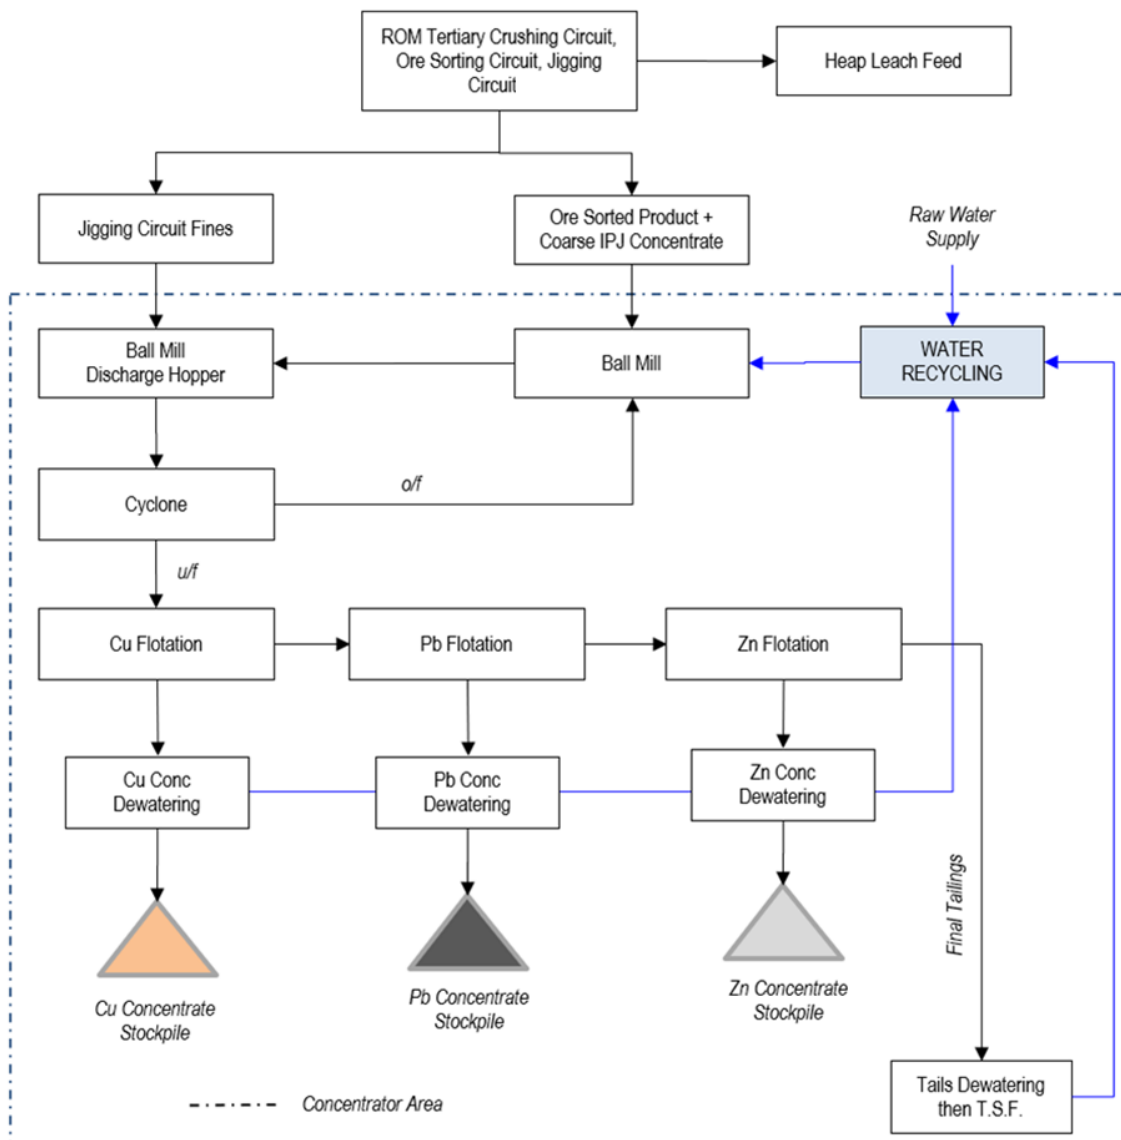 ROM Tertiary Crushing Circuit,
Ore Sorting Circuit, Jigging
Circuit
Heap Leach Feed
Jigging Circuit Fines
Ore Sorted Product +
Coarse IPJ Concentrate
Raw Water
Supply
Ball Mill
Discharge Hopper
Ball Mill
WATER
RECYCLING
Cyclone
o/f
u/f
Cu Flotation
Pb Flotation
Zn Flotation
Cu Conc
Dewatering
Pb Conc
Dewatering
Zn Conc
Dewatering
Final Tailings
Cu Concentrate
Stockpile
Pb Concentrate
Stockpile
Zn Concentrate
Stockpile
Tails Dewatering
then T.S.F.
Concentrator Area